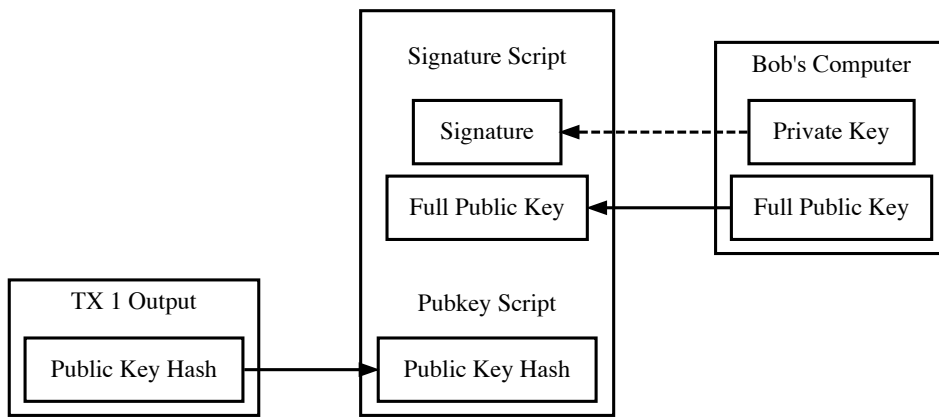 Signature Script
Signature
Full Public Key
Pubkey Script
Public Key Hash
Bob's Computer
Private Key
Full Public Key
TX 1 Output
Public Key Hash